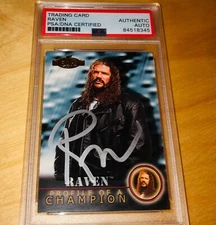 TRADING CARD
RAVEN
PSA/DNA CERTIFIED
AUTHENTIC
AUTO
84518345
RAVEN
PROFILE OF A
CHAMPION